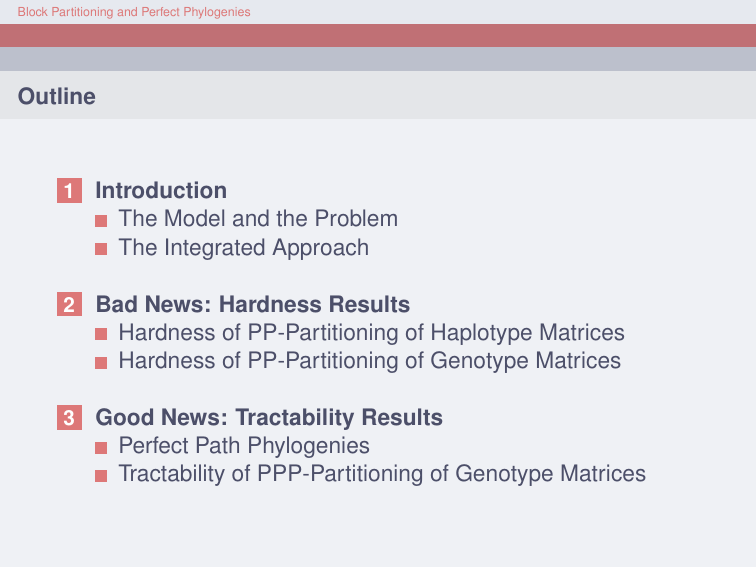 Block Partitioning and Perfect Phylogenies
Outline
1 Introduction
The Model and the Problem
The Integrated Approach
2 Bad News: Hardness Results
Hardness of PP-Partitioning of Haplotype Matrices
Hardness of PP-Partitioning of Genotype Matrices
3 Good News: Tractability Results
Perfect Path Phylogenies
Tractability of PPP-Partitioning of Genotype Matrices